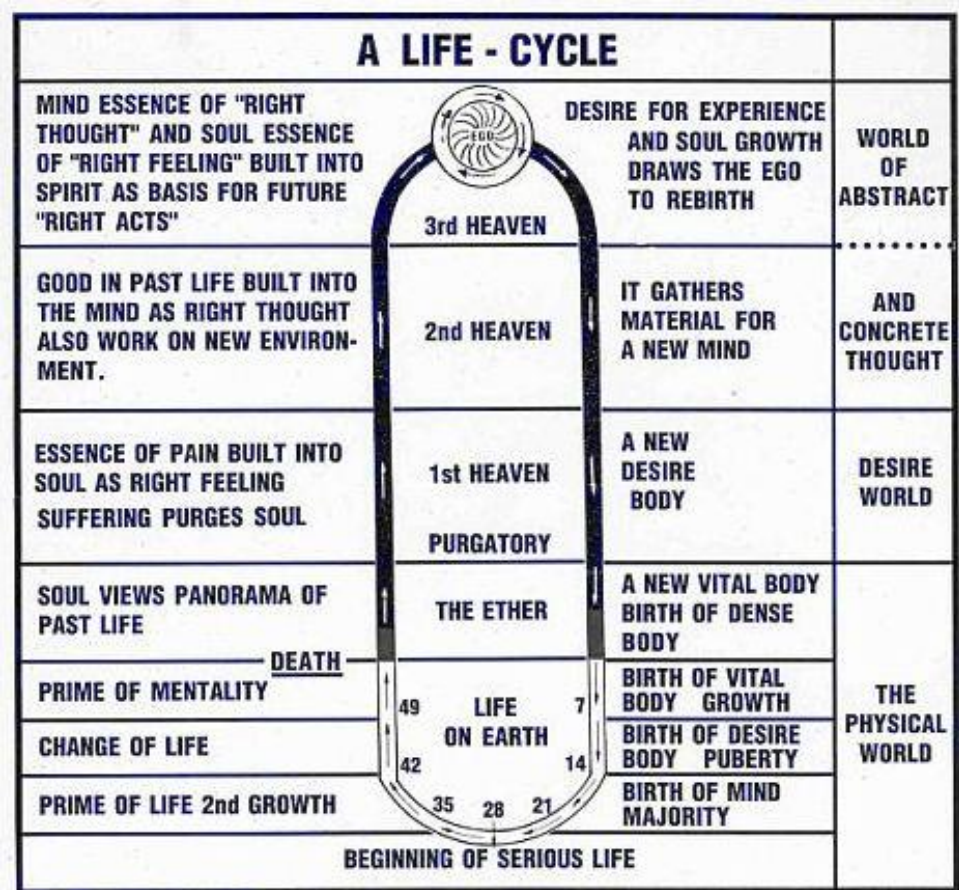 A LIFE - CYCLE
MIND ESSENCE OF "RIGHT
THOUGHT" AND SOUL ESSENCE
OF "RIGHT FEELING" BUILT INTO
SPIRIT AS BASIS FOR FUTURE
"RIGHT ACTS"
EGO
3rd HEAVEN
DESIRE FOR EXPERIENCE
AND SOUL GROWTH
DRAWS THE EGO
TO REBIRTH
WORLD
OF
ABSTRACT
GOOD IN PAST LIFE BUILT INTO
THE MIND AS RIGHT THOUGHT
ALSO WORK ON NEW ENVIRON-
MENT.
2nd HEAVEN
IT GATHERS
MATERIAL FOR
A NEW MIND
AND
CONCRETE
THOUGHT
ESSENCE OF PAIN BUILT INTO
SOUL AS RIGHT FEELING
SUFFERING PURGES SOUL
1st HEAVEN
PURGATORY
A NEW
DESIRE
BODY
DESIRE
WORLD
SOUL VIEWS PANORAMA OF
PAST LIFE
THE ETHER
A NEW VITAL BODY
BIRTH OF DENSE
BODY
DEATH
PRIME OF MENTALITY
49
LIFE
ON EARTH
7
BIRTH OF VITAL
BODY GROWTH
THE
PHYSICAL
WORLD
CHANGE OF LIFE
42
14
BIRTH OF DESIRE
BODY PUBERTY
PRIME OF LIFE 2nd GROWTH
35
28
21
BIRTH OF MIND
MAJORITY
BEGINNING OF SERIOUS LIFE